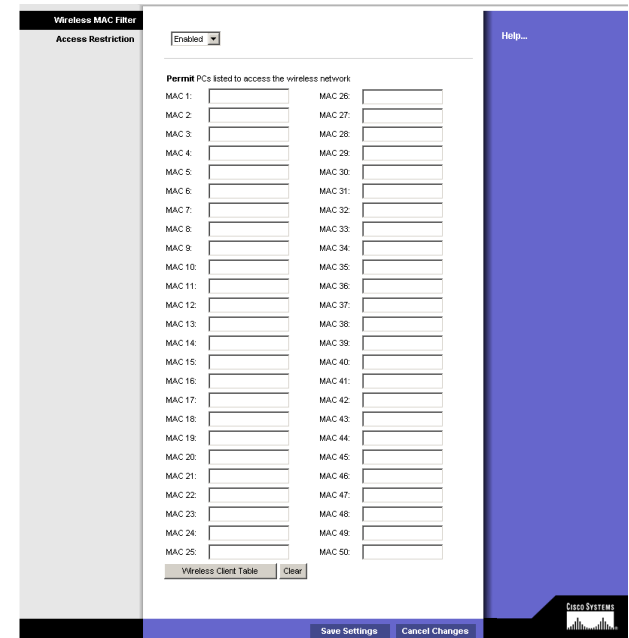 Wireless MAC Filter
Access Restriction
Enabled
Help...
Permit PCs listed to access the wireless network
MAC 1: MAC 26:
MAC 2: MAC 27:
MAC 3: MAC 28:
MAC 4: MAC 29:
MAC 5: MAC 30:
MAC 6: MAC 31:
MAC 7: MAC 32:
MAC 8: MAC 33:
MAC 9: MAC 34:
MAC 10: MAC 35:
MAC 11: MAC 36:
MAC 12: MAC 37:
MAC 13: MAC 38:
MAC 14: MAC 39:
MAC 15: MAC 40:
MAC 16: MAC 41:
MAC 17: MAC 42:
MAC 18: MAC 43:
MAC 19: MAC 44:
MAC 20: MAC 45:
MAC 21: MAC 46:
MAC 22: MAC 47:
MAC 23: MAC 48:
MAC 24: MAC 49:
MAC 25: MAC 50:
Wireless Client Table Clear
CISCO SYSTEMS
Save Settings Cancel Changes